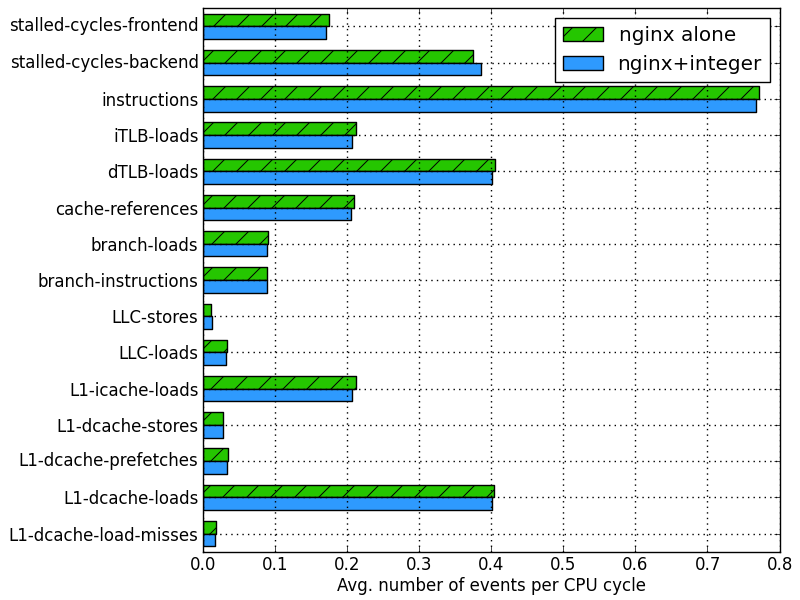 stalled-cycles-frontend
stalled-cycles-backend
instructions
iTLB-loads
dTLB-loads
cache-references
branch-loads
branch-instructions
LLC-stores
LLC-loads
L1-icache-loads
L1-dcache-stores
L1-dcache-prefetches
L1-dcache-loads
L1-dcache-load-misses
nginx alone
nginx+integer
0.0 0.1 0.2 0.3 0.4 0.5 0.6 0.7 0.8
Avg. number of events per CPU cycle